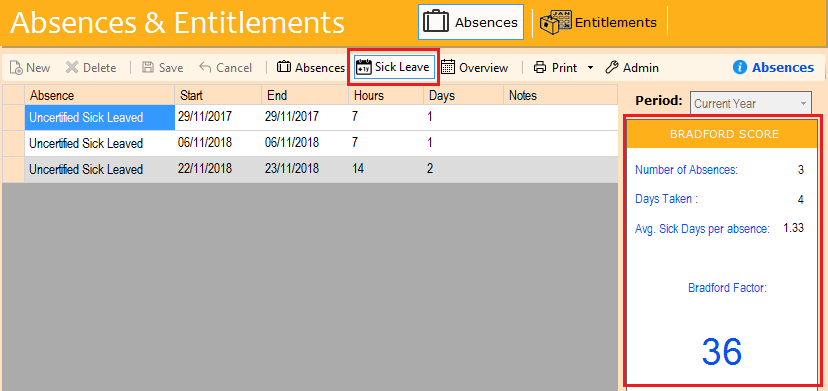 Absences & Entitlements Absences JAN Entitlements
New Delete Save Cancel Absences +1y Sick Leave Overview Print Admin Absences
Absence Start End Hours Days Notes Period: Current Year
Uncertified Sick Leaved 29/11/2017 29/11/2017 7 1
Uncertified Sick Leaved 06/11/2018 06/11/2018 7 1
Uncertified Sick Leaved 22/11/2018 23/11/2018 14 2
BRADFORD SCORE
Number of Absences: 3
Days Taken : 4
Avg. Sick Days per absence: 1.33
Bradford Factor:
36